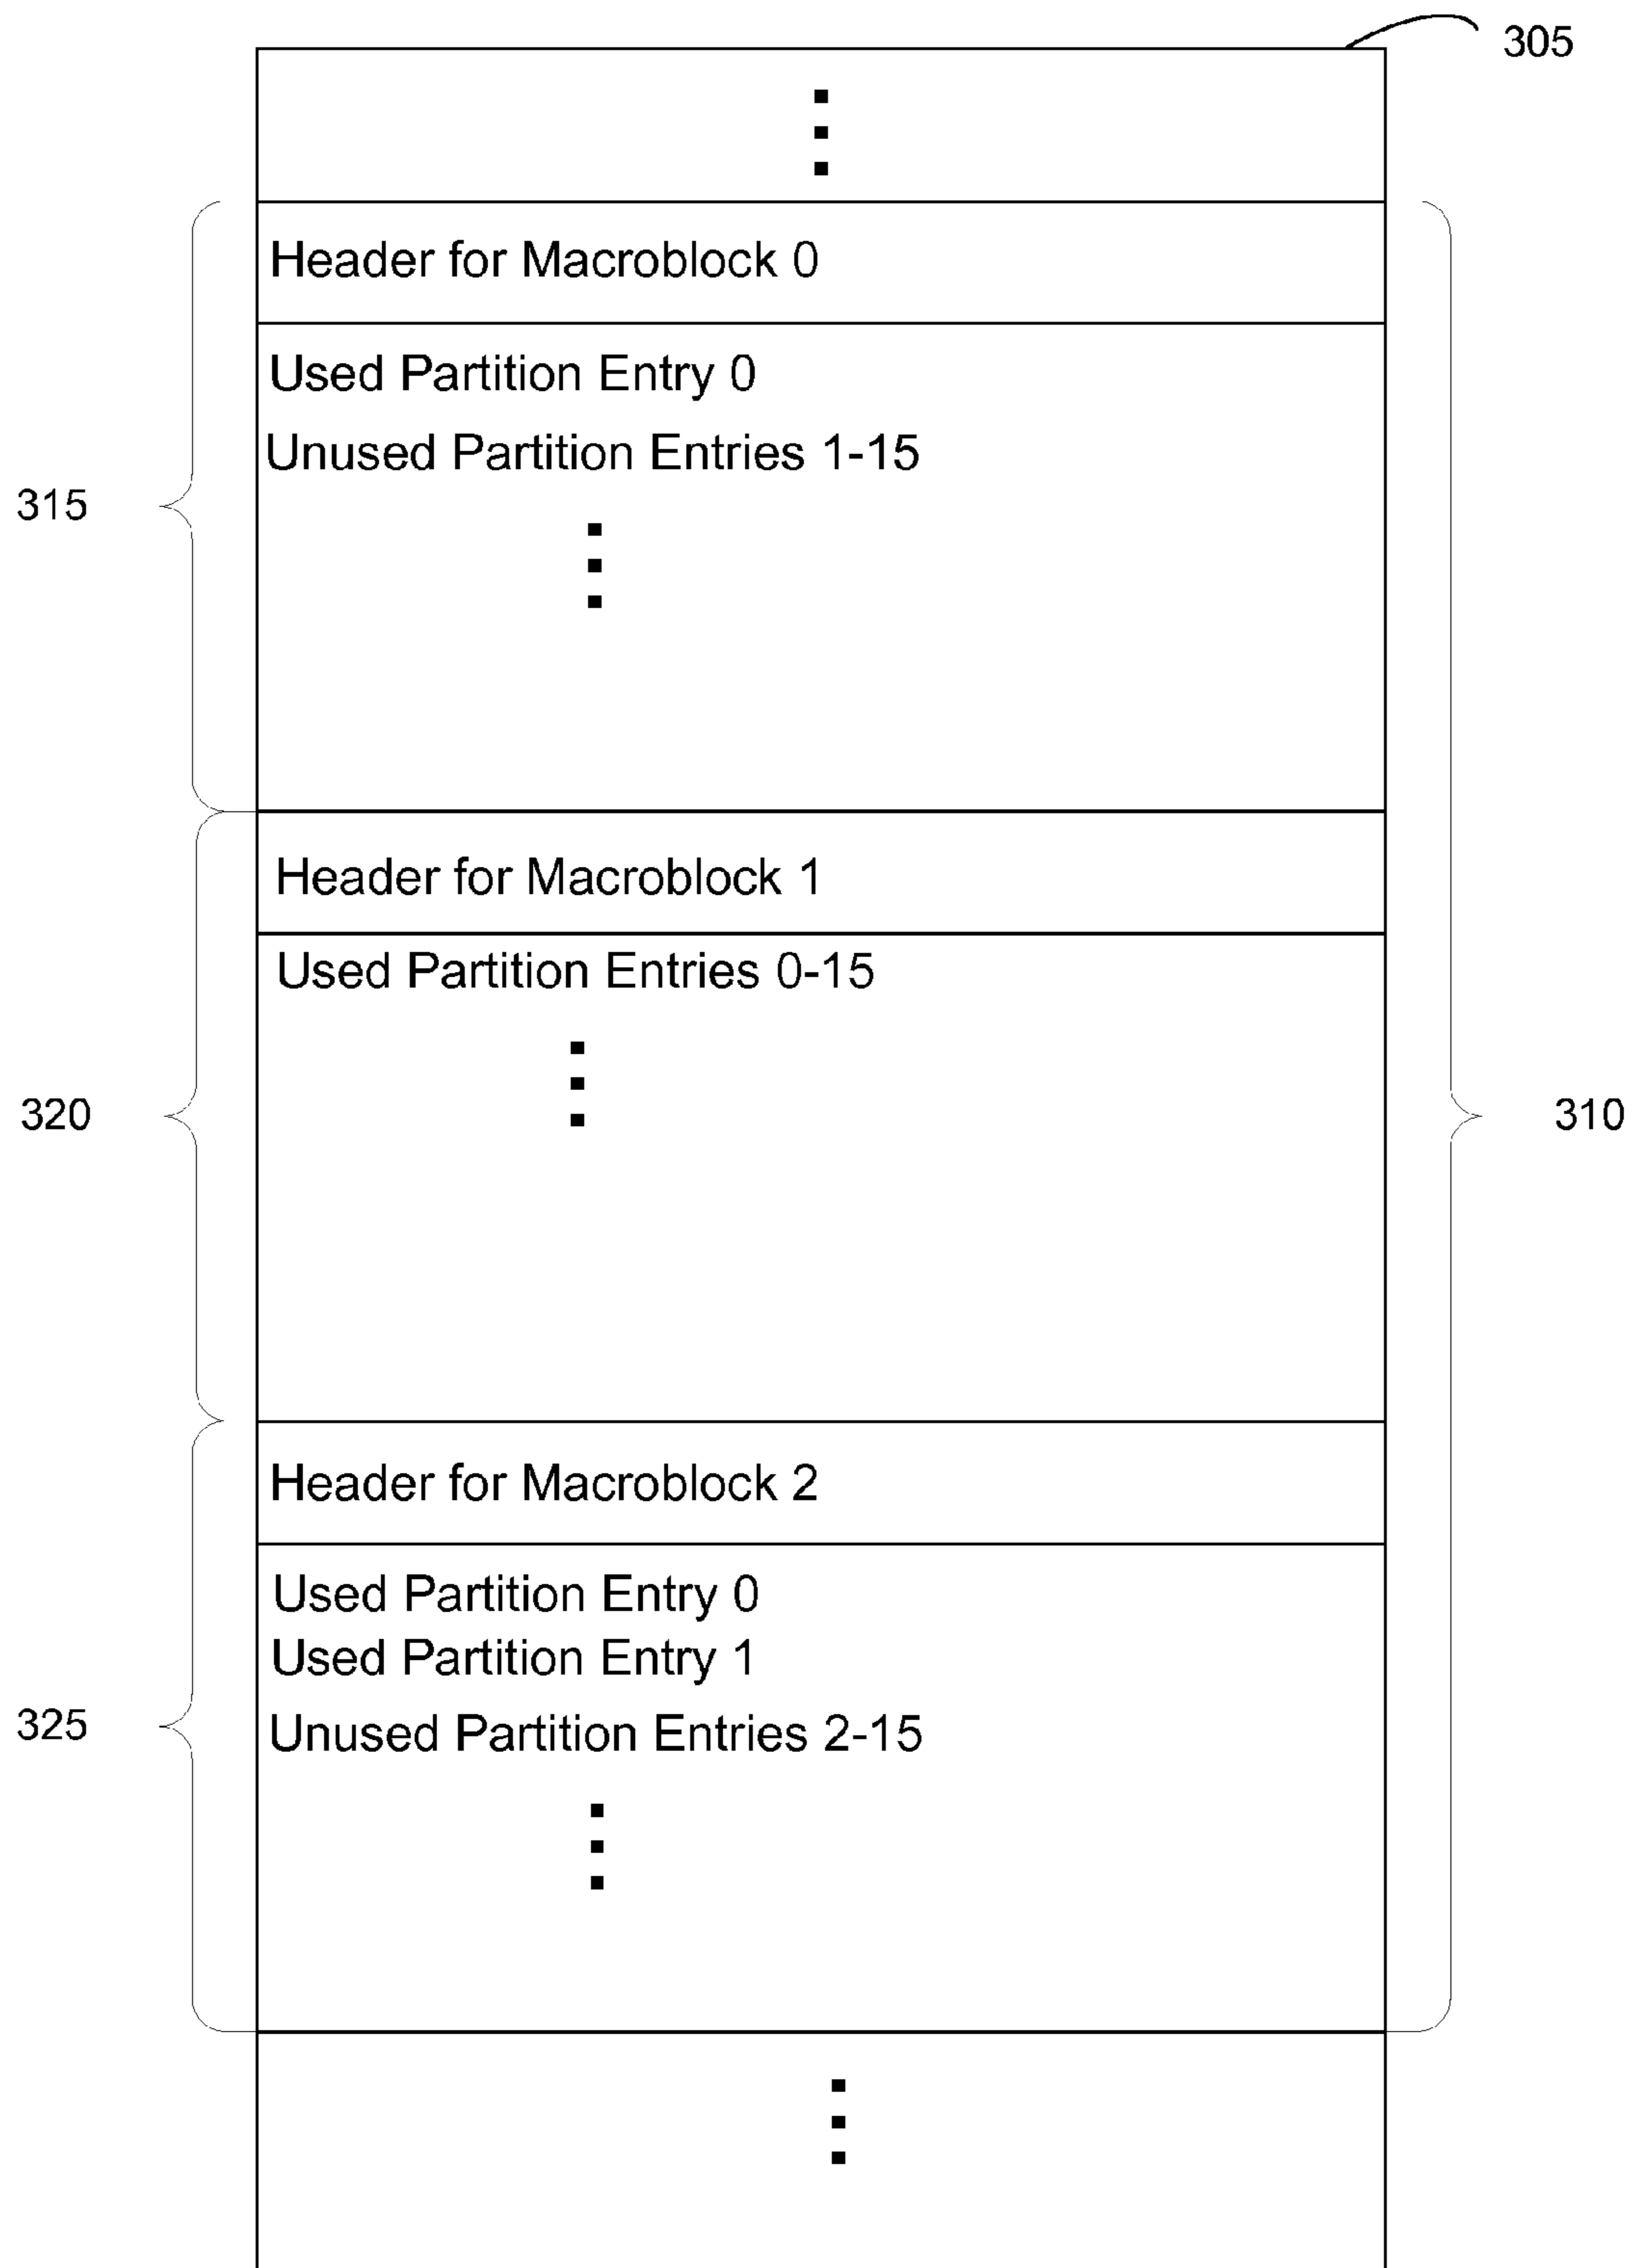 305
Header for Macroblock 0
Used Partition Entry 0
Unused Partition Entries 1-15
315
Header for Macroblock 1
Used Partition Entries 0-15
320
310
Header for Macroblock 2
Used Partition Entry 0
Used Partition Entry 1
Unused Partition Entries 2-15
325